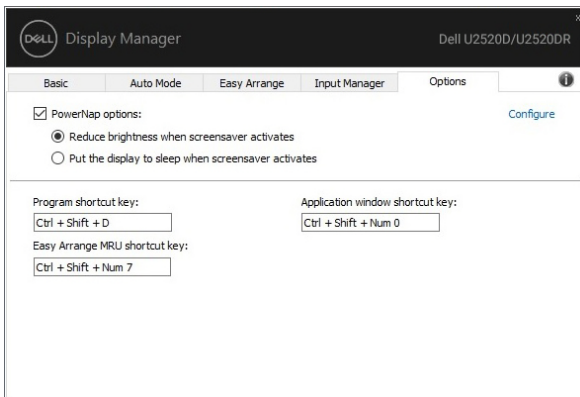 DELL Display Manager
Dell U2520D/U2520DR
Basic
Auto Mode
Easy Arrange
Input Manager
Options
PowerNap options:
Configure
Reduce brightness when screensaver activates
Put the display to sleep when screensaver activates
Program shortcut key:
Application window shortcut key:
Ctrl + Shift + D
Ctrl + Shift + Num 0
Easy Arrange MRU shortcut key:
Ctrl + Shift + Num 7